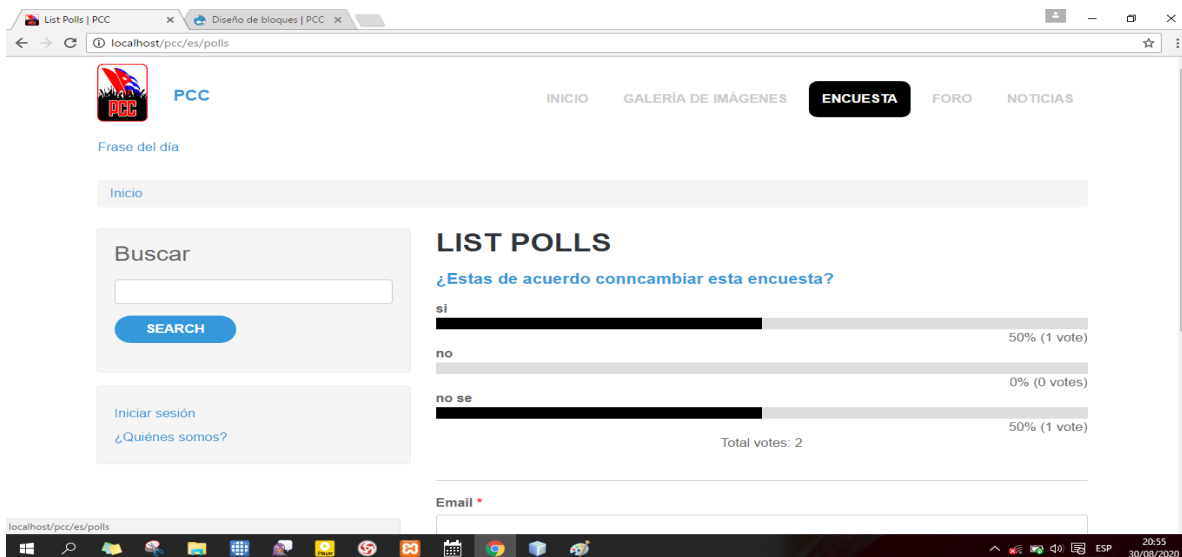 List Polls | PCC
Diseño de bloques | PCC
localhost/pcc/es/polls
PCC
PCC
INICIO GALERÍA DE IMÁGENES ENCUESTA FORO NOTICIAS
Frase del día
Inicio
Buscar
SEARCH
Iniciar sesión
¿Quiénes somos?
LIST POLLS
¿Estas de acuerdo conncambiar esta encuesta?
si
50% (1 vote)
no
0% (0 votes)
no se
50% (1 vote)
Total votes: 2
Email *
localhost/pcc/es/polls
Player
ESP
20:55
30/08/2020